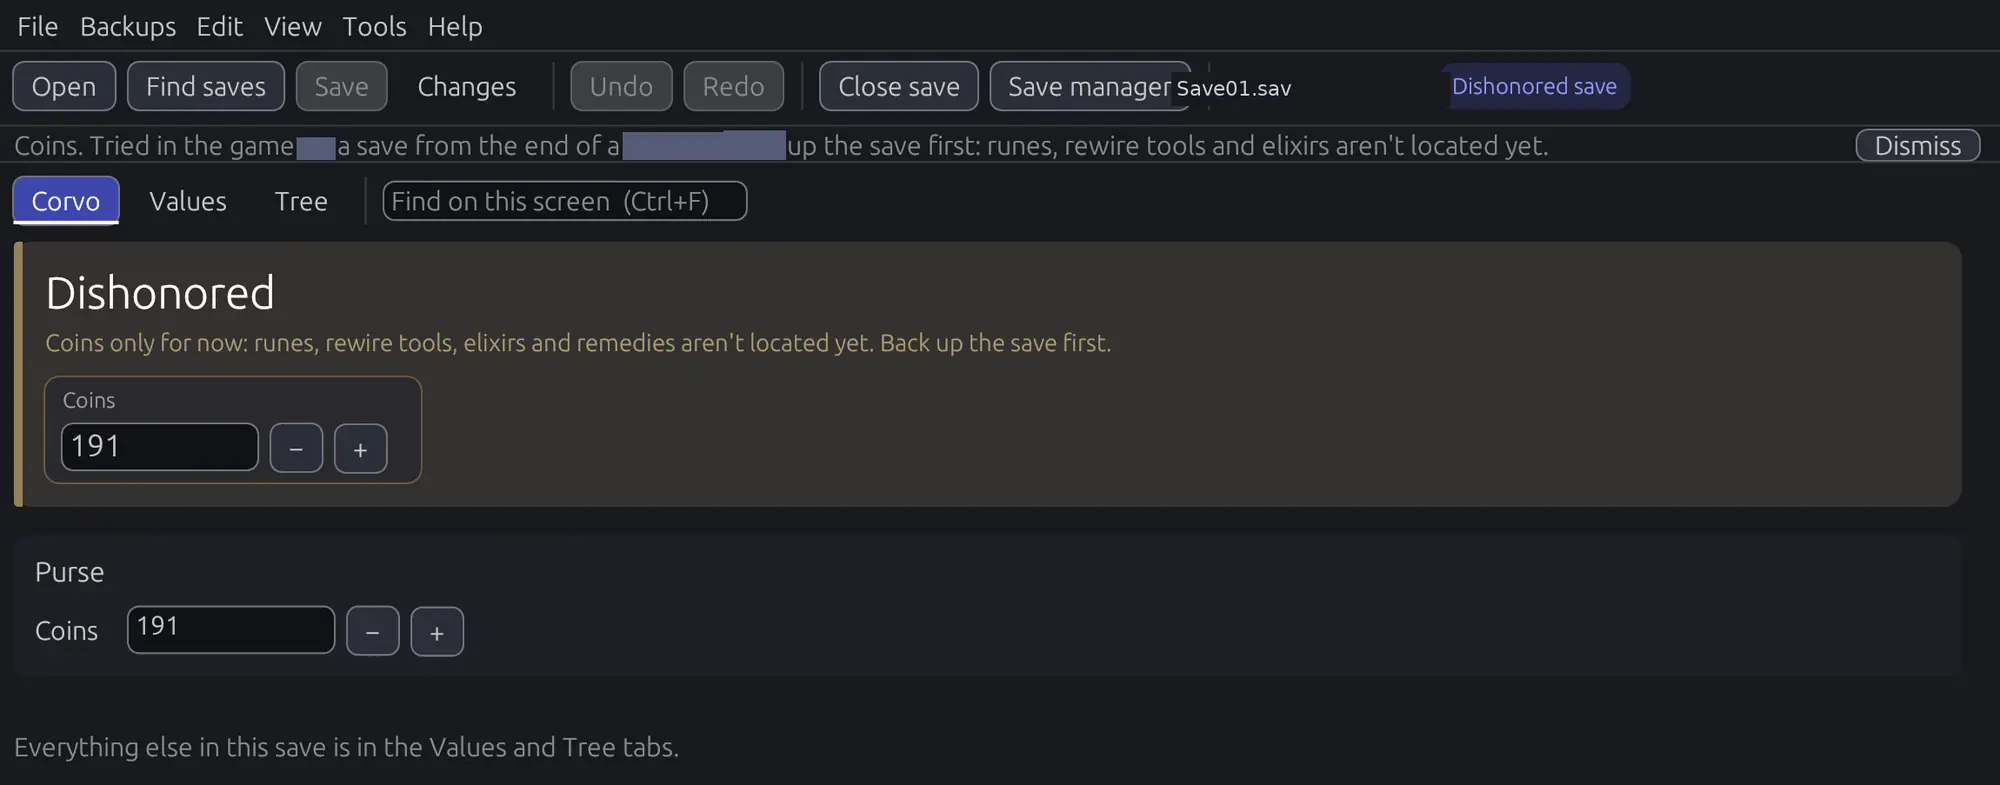 File Backups Edit View Tools Help
Open Find saves Save Changes Undo Redo Close save Save manager Save01.sav Dishonored save
Coins. Tried in the game a save from the end of a up the save first: runes, rewire tools and elixirs aren't located yet. Dismiss
Corvo Values Tree Find on this screen (Ctrl+F)
Dishonored
Coins only for now: runes, rewire tools, elixirs and remedies aren't located yet. Back up the save first.
Coins
191 − +
Purse
Coins 191 − +
Everything else in this save is in the Values and Tree tabs.